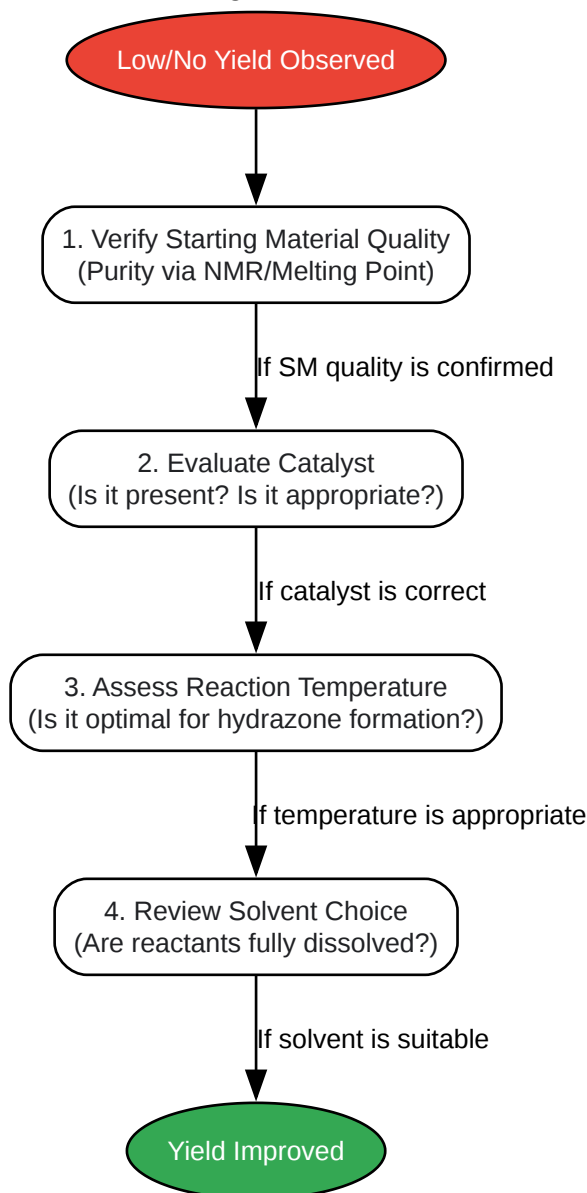 Low/No Yield Observed
1. Verify Starting Material Quality
(Purity via NMR/Melting Point)
If SM quality is confirmed
2. Evaluate Catalyst
(Is it present? Is it appropriate?)
If catalyst is correct
3. Assess Reaction Temperature
(Is it optimal for hydrazone formation?)
If temperature is appropriate
4. Review Solvent Choice
(Are reactants fully dissolved?)
If solvent is suitable
Yield Improved